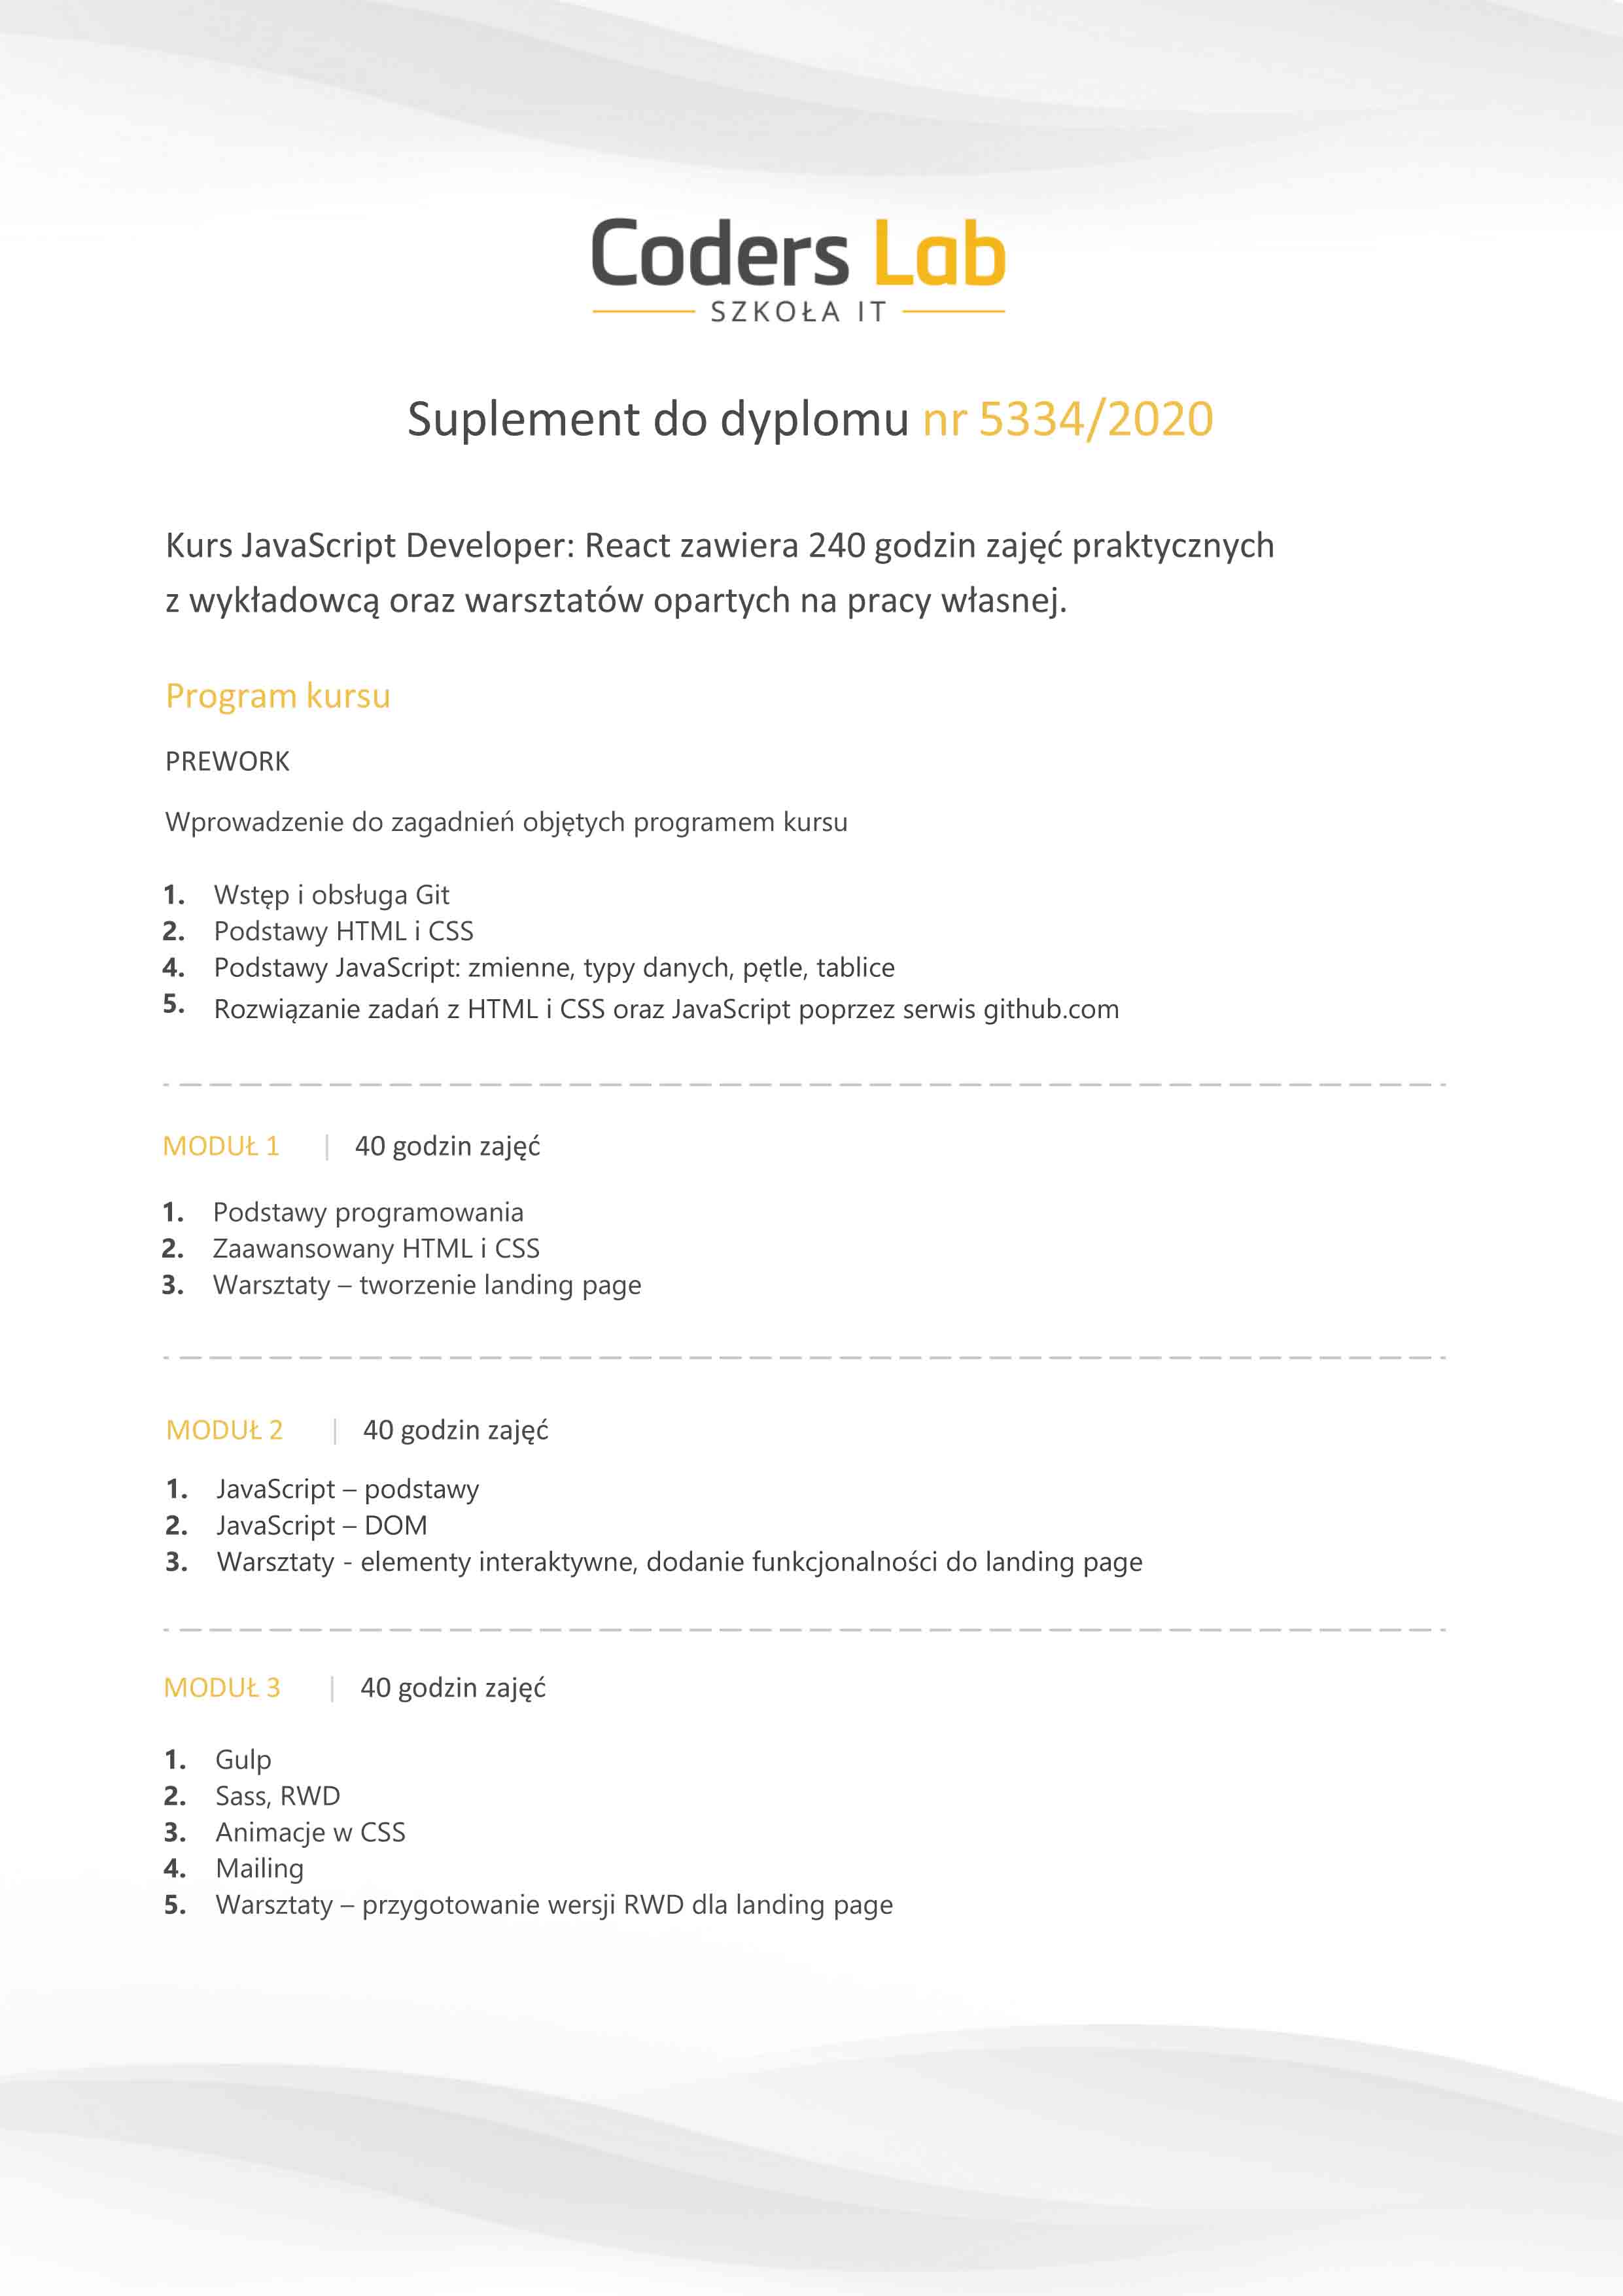 Coders Lab
SZKOŁA IT
Suplement do dyplomu nr 5334/2020
Kurs JavaScript Developer: React zawiera 240 godzin zajęć praktycznych
z wykładowcą oraz warsztatów opartych na pracy własnej.
Program kursu
PREWORK
Wprowadzenie do zagadnień objętych programem kursu
1. Wstęp i obsługa Git
2. Podstawy HTML i CSS
4. Podstawy JavaScript: zmienne, typy danych, pętle, tablice
5. Rozwiązanie zadań z HTML i CSS oraz JavaScript poprzez serwis github.com
MODUŁ 1 | 40 godzin zajęć
1. Podstawy programowania
2. Zaawansowany HTML i CSS
3. Warsztaty – tworzenie landing page
MODUŁ 2 | 40 godzin zajęć
1. JavaScript – podstawy
2. JavaScript – DOM
3. Warsztaty - elementy interaktywne, dodanie funkcjonalności do landing page
MODUŁ 3 | 40 godzin zajęć
1. Gulp
2. Sass, RWD
3. Animacje w CSS
4. Mailing
5. Warsztaty – przygotowanie wersji RWD dla landing page